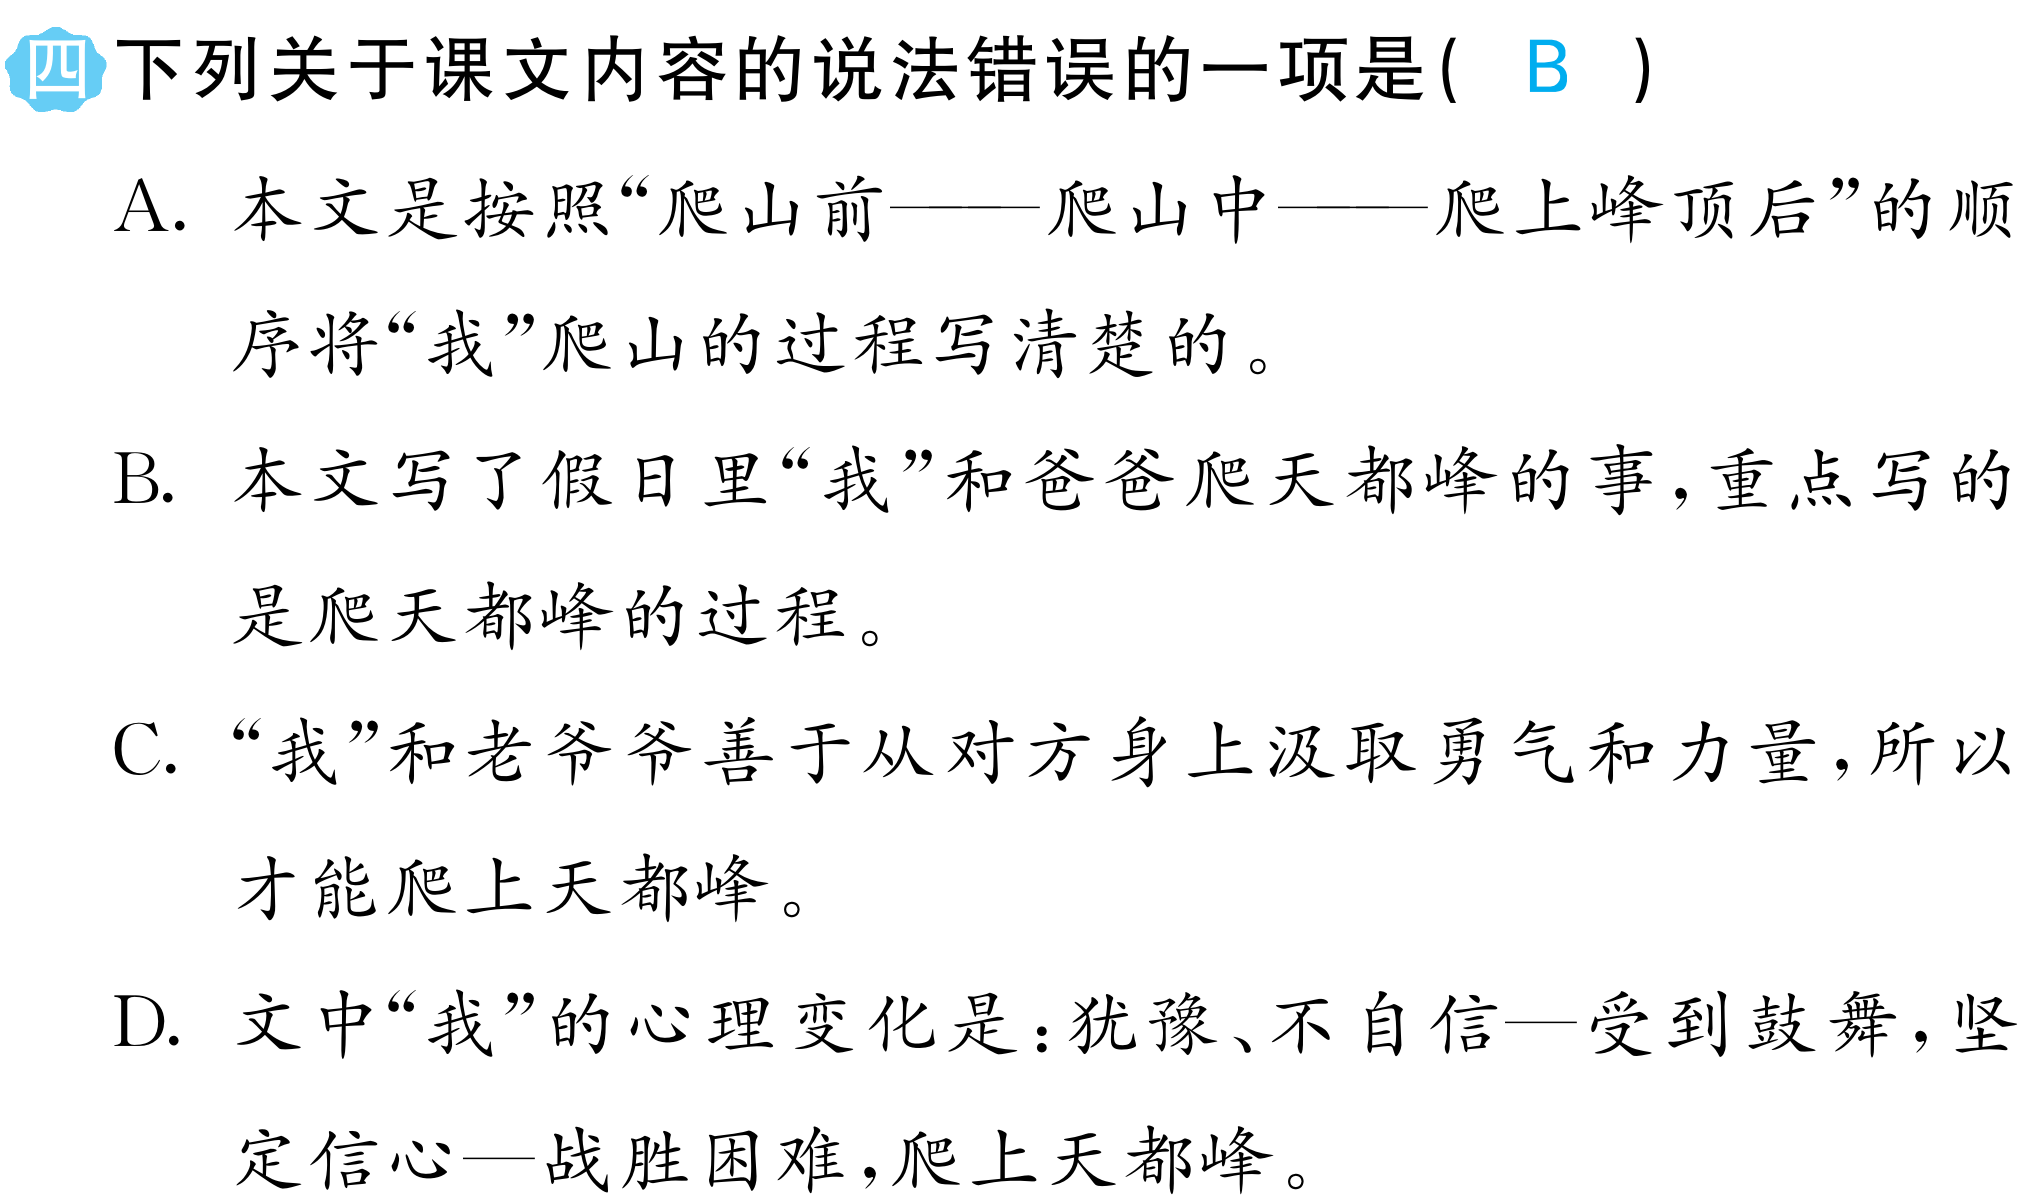 四 下列关于课文内容的说法错误的一项是( B )
A. 本文是按照“爬山前——爬山中——爬上峰顶后”的顺
序将“我”爬山的过程写清楚的。
B. 本文写了假日里“我”和爸爸爬天都峰的事,重点写的
是爬天都峰的过程。
C. “我”和老爷爷善于从对方身上汲取勇气和力量,所以
才能爬上天都峰。
D. 文中“我”的心理变化是:犹豫、不自信—受到鼓舞,坚
定信心—战胜困难,爬上天都峰。